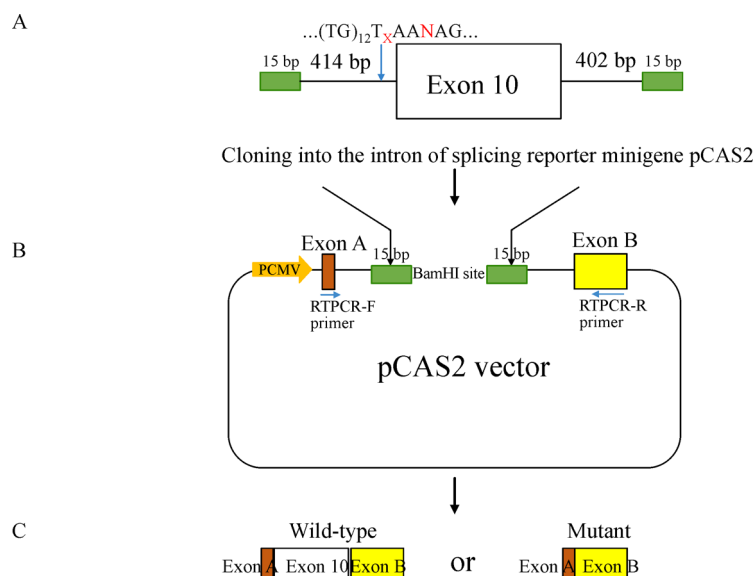 A
...(TG)12TXAANAG...
15 bp
414 bp
Exon 10
402 bp
15 bp
Cloning into the intron of splicing reporter minigene pCAS2
B
Exon A
Exon B
15 bp
15 bp
PCMV
BamHI site
RTPCR-F
primer
RTPCR-R
primer
pCAS2 vector
C
Wild-type
Mutant
Exon A
Exon 10
Exon B
or
Exon A
Exon B